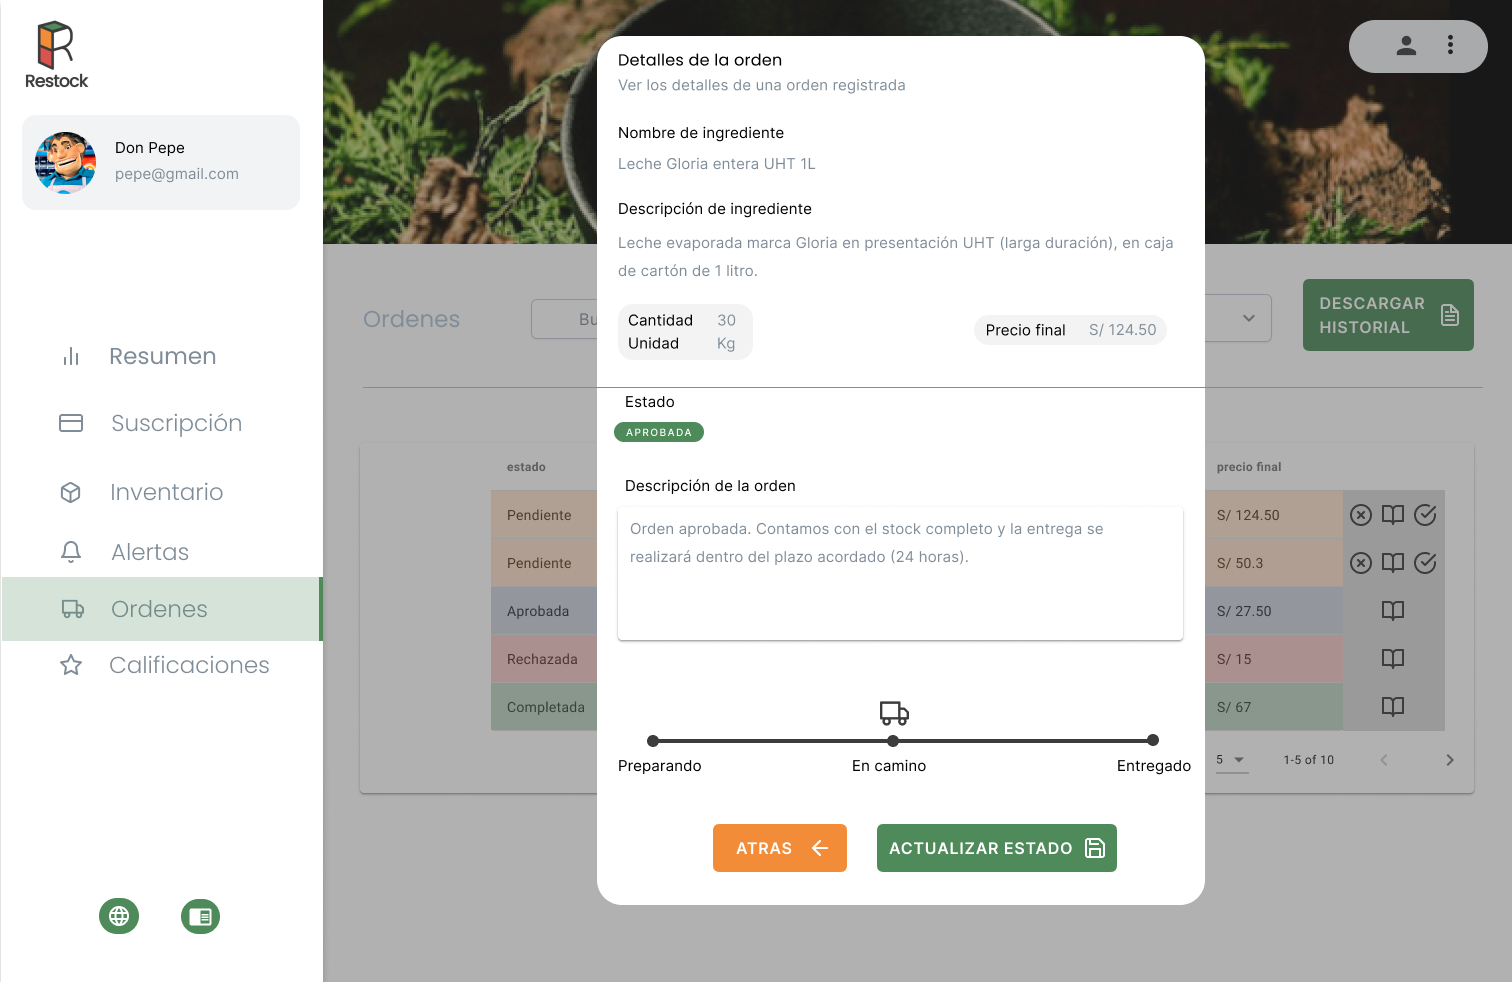 Restock
Don Pepe
pepe@gmail.com
Resumen
Suscripción
Inventario
Alertas
Ordenes
Calificaciones
Ordenes
DESCARGAR
HISTORIAL
estado
precio final
Pendiente
S/ 124.50
Pendiente
S/ 50.3
Aprobada
S/ 27.50
Rechazada
S/ 15
Completada
S/ 67
5
1-5 of 10
Detalles de la orden
Ver los detalles de una orden registrada
Nombre de ingrediente
Leche Gloria entera UHT 1L
Descripción de ingrediente
Leche evaporada marca Gloria en presentación UHT (larga duración), en caja
de cartón de 1 litro.
Cantidad 30
Unidad Kg
Precio final S/ 124.50
Estado
APROBADA
Descripción de la orden
Orden aprobada. Contamos con el stock completo y la entrega se
realizará dentro del plazo acordado (24 horas).
Preparando
En camino
Entregado
ATRAS
ACTUALIZAR ESTADO